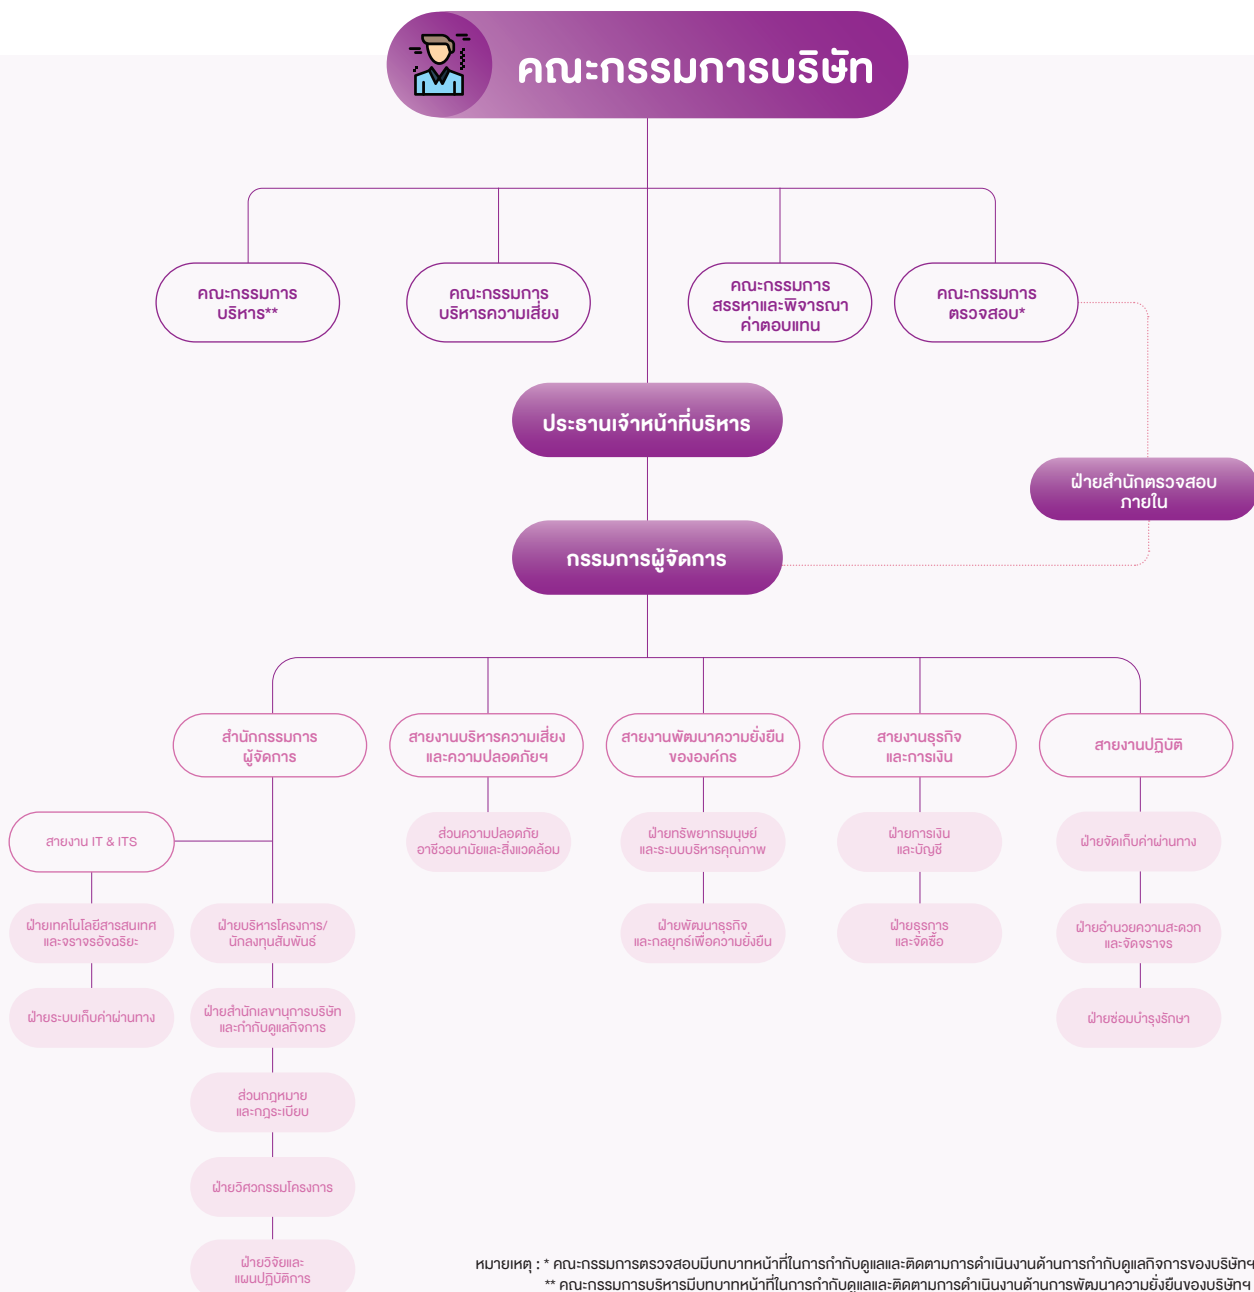 คณะกรรมการบริษัท
คณะกรรมการ
บริหาร**
คณะกรรมการ
บริหารความเสี่ยง
คณะกรรมการ
สรรหาและพิจารณา
ค่าตอบแทน
คณะกรรมการ
ตรวจสอบ*
ประธานเจ้าหน้าที่บริหาร
ฝ่ายสำนักตรวจสอบ
ภายใน
กรรมการผู้จัดการ
สำนักกรรมการ
ผู้จัดการ
สายงานบริหารความเสี่ยง
และความปลอดภัยฯ
สายงานพัฒนาความยั่งยืน
ขององค์กร
สายงานธุรกิจ
และการเงิน
สายงานปฏิบัติ
สายงาน IT & ITS
ส่วนความปลอดภัย
อาชีวอนามัยและสิ่งแวดล้อม
ฝ่ายทรัพยากรมนุษย์
และระบบบริหารคุณภาพ
ฝ่ายการเงิน
และบัญชี
ฝ่ายจัดเก็บค่าผ่านทาง
ฝ่ายเทคโนโลยีสารสนเทศ
และจราจรอัจฉริยะ
ฝ่ายบริหารโครงการ/
นักลงทุนสัมพันธ์
ฝ่ายพัฒนาธุรกิจ
และกลยุทธ์เพื่อความยั่งยืน
ฝ่ายธุรการ
และจัดซื้อ
ฝ่ายอำนวยความสะดวก
และจัดจราจร
ฝ่ายระบบเก็บค่าผ่านทาง
ฝ่ายสำนักเลขานุการบริษัท
และกำกับดูแลกิจการ
ฝ่ายซ่อมบำรุงรักษา
ส่วนกฎหมาย
และกฎระเบียบ
ฝ่ายวิศวกรรมโครงการ
ฝ่ายวิจัยและ
แผนปฏิบัติการ
หมายเหตุ : * คณะกรรมการตรวจสอบมีบทบาทหน้าที่ในการกำกับดูแลและติดตามการดำเนินงานด้านการกำกับดูแลกิจการของบริษัทฯ
** คณะกรรมการบริหารมีบทบาทหน้าที่ในการกำกับดูแลและติดตามการดำเนินงานด้านการพัฒนาความยั่งยืนของบริษัทฯ